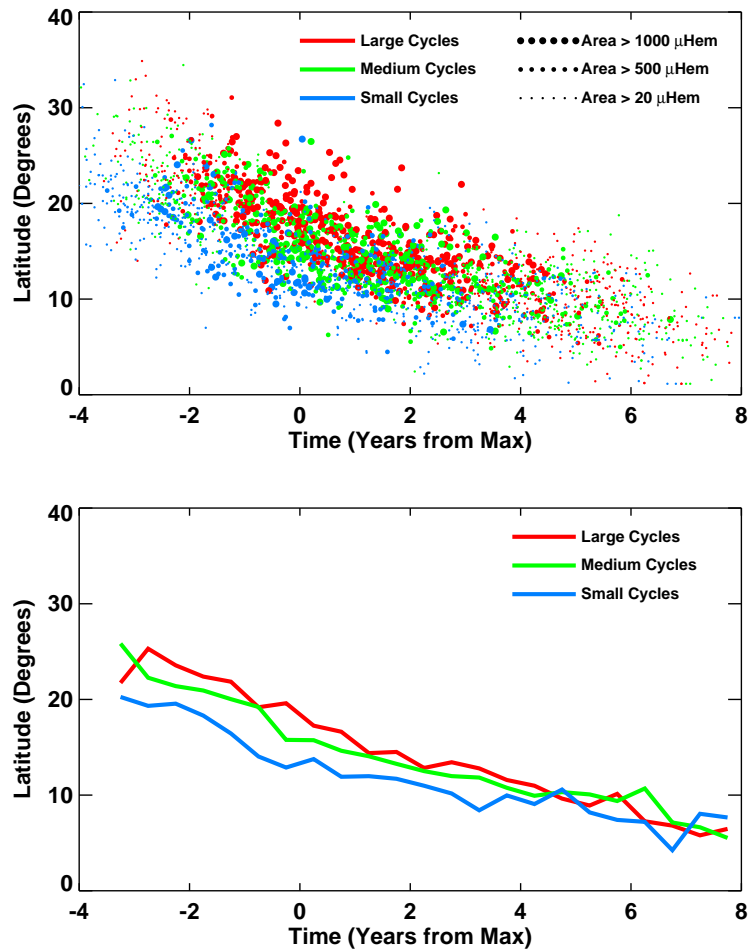 40
30
20
10
0
Latitude (Degrees)
Large Cycles
Medium Cycles
Small Cycles
Area > 1000 μHem
Area > 500 μHem
Area > 20 μHem
-4 -2 0 2 4 6 8
Time (Years from Max)
40
30
20
10
0
Latitude (Degrees)
Large Cycles
Medium Cycles
Small Cycles
-4 -2 0 2 4 6 8
Time (Years from Max)